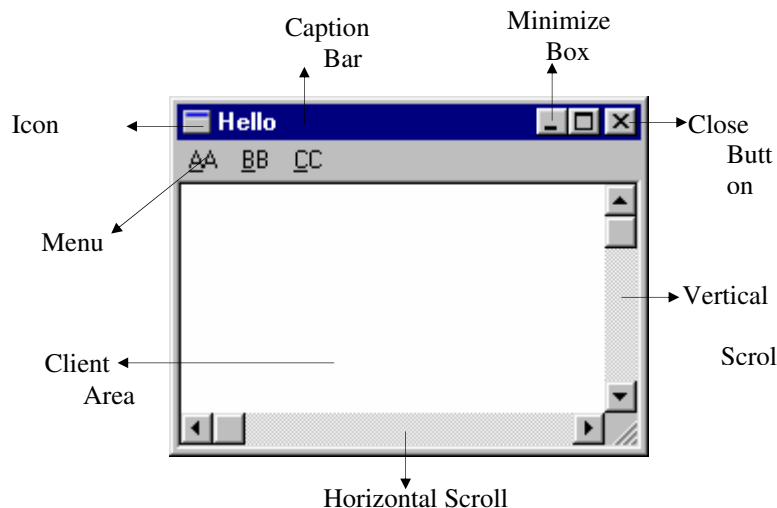 Caption
Bar
Minimize
Box
Icon
Hello
Close
Butt
on
AA BB CC
Menu
Vertical
Scrol
Client
Area
Horizontal Scroll